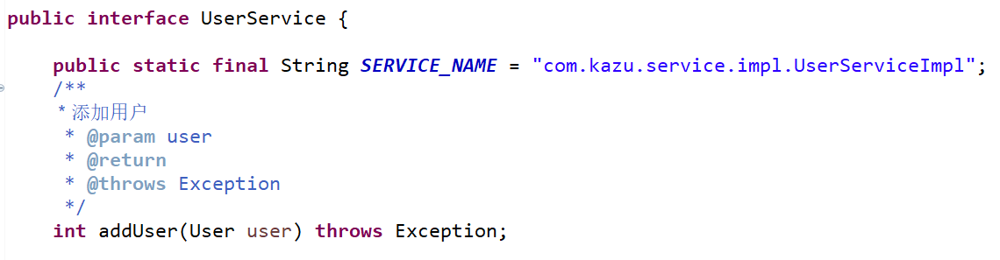 public interface UserService {
public static final String SERVICE_NAME = "com.kazu.service.impl.UserServiceImpl";
/**
* 添加用户
* @param user
* @return
* @throws Exception
*/
int addUser(User user) throws Exception;